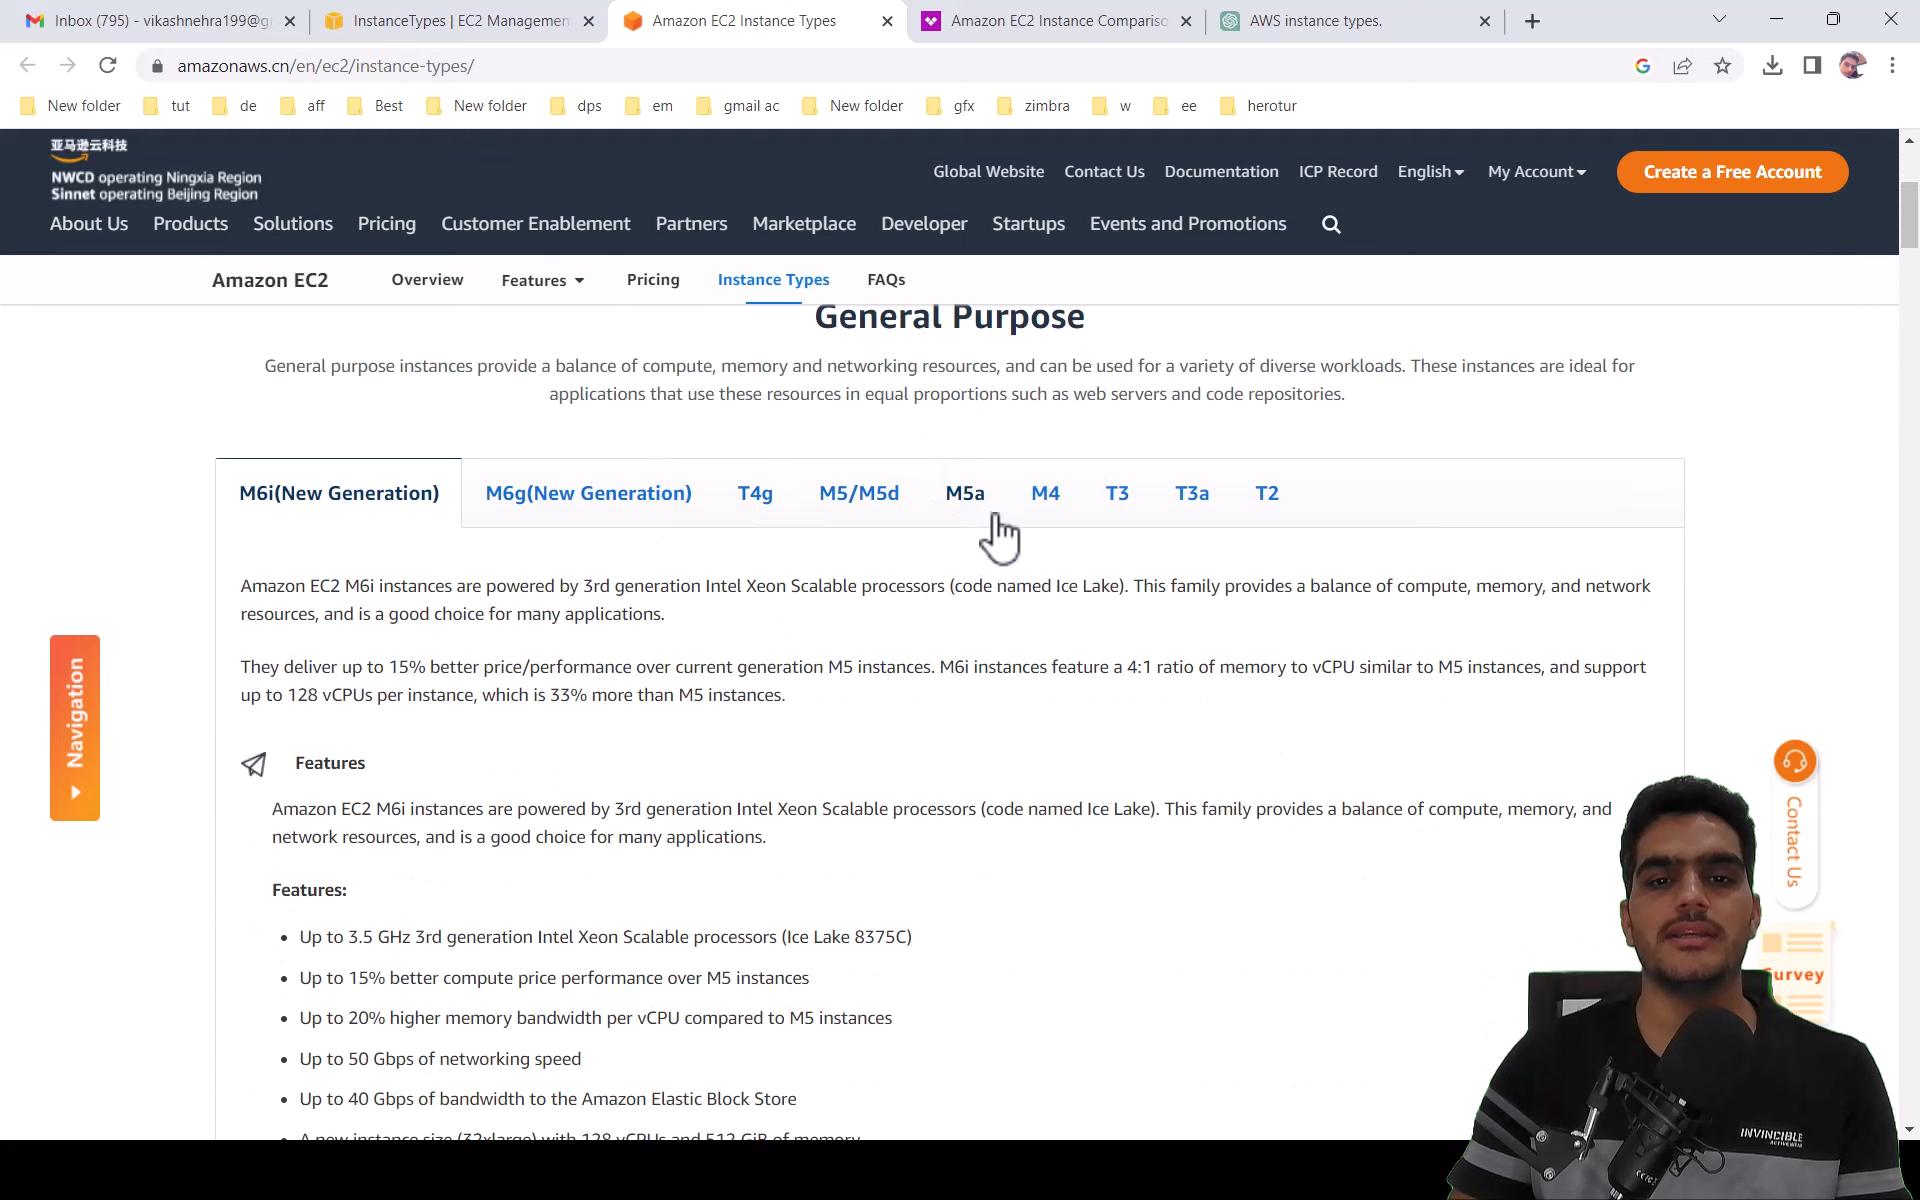 Inbox (795) - vikashnehra199@g
InstanceTypes | EC2 Managemen
Amazon EC2 Instance Types
Amazon EC2 Instance Compariso
AWS instance types.
amazonaws.cn/en/ec2/instance-types/
New folder tut de aff Best New folder dps em gmail ac New folder gfx zimbra w ee herotur
亚马逊云科技
NWCD operating Ningxia Region
Sinnet operating Beijing Region
Global Website Contact Us Documentation ICP Record English My Account Create a Free Account
About Us Products Solutions Pricing Customer Enablement Partners Marketplace Developer Startups Events and Promotions
Amazon EC2 Overview Features Pricing Instance Types FAQs
General Purpose
General purpose instances provide a balance of compute, memory and networking resources, and can be used for a variety of diverse workloads. These instances are ideal for
applications that use these resources in equal proportions such as web servers and code repositories.
M6i(New Generation) M6g(New Generation) T4g M5/M5d M5a M4 T3 T3a T2
Amazon EC2 M6i instances are powered by 3rd generation Intel Xeon Scalable processors (code named Ice Lake). This family provides a balance of compute, memory, and network
resources, and is a good choice for many applications.
They deliver up to 15% better price/performance over current generation M5 instances. M6i instances feature a 4:1 ratio of memory to vCPU similar to M5 instances, and support
up to 128 vCPUs per instance, which is 33% more than M5 instances.
Navigation
Features
Amazon EC2 M6i instances are powered by 3rd generation Intel Xeon Scalable processors (code named Ice Lake). This family provides a balance of compute, memory, and
network resources, and is a good choice for many applications.
Contact Us
Features:
• Up to 3.5 GHz 3rd generation Intel Xeon Scalable processors (Ice Lake 8375C)
• Up to 15% better compute price performance over M5 instances
Survey
• Up to 20% higher memory bandwidth per vCPU compared to M5 instances
• Up to 50 Gbps of networking speed
• Up to 40 Gbps of bandwidth to the Amazon Elastic Block Store
• A new instance size (32xlarge) with 128 vCPUs and 512 GiB of memory
INVINCIBLE